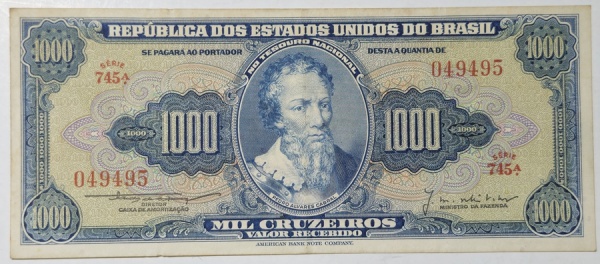 REPÚBLICA DOS ESTADOS UNIDOS DO BRASIL
1000
1000
SE PAGARÁ AO PORTADOR
NO TESOURO NACIONAL
DESTA A QUANTIA DE
SÉRIE
745A
049495
1000
1000
1000
1000
1000
1000
049495
SÉRIE
745A
PEDRO ALVARES CABRAL
DIRETOR
CAIXA DE AMORTIZAÇÃO
MINISTRO DA FAZENDA
1000
MIL CRUZEIROS
1000
VALOR RECEBIDO
AMERICAN BANK NOTE COMPANY.